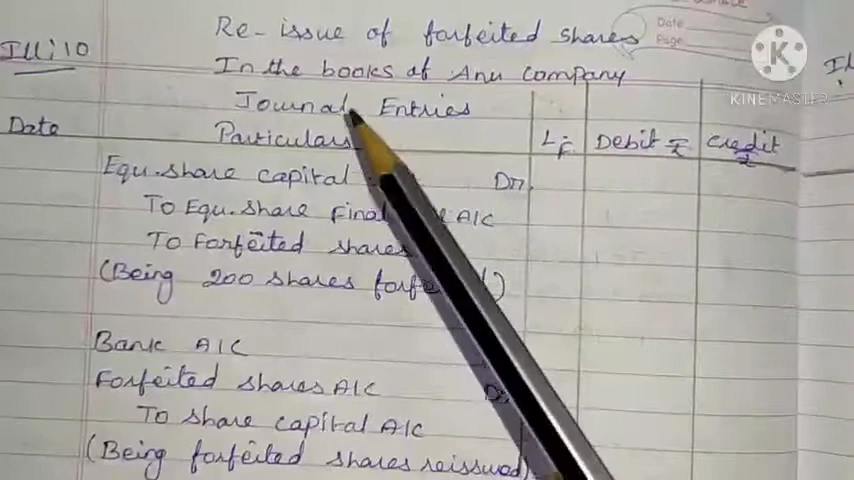 Re-issue of forfeited shares
Date
Page
Illi 10
In the books of Anu company
KINEMASTER
Journal Entries
Date Particulars L.F. Debit ₹ Credit ₹
Equ. share capital Dr.
To Equ. share Final A/C
To Forfeited shares
(Being 200 shares )
Bank A/C
Forfeited shares A/C Dr
To share capital A/C
(Being forfeited shares reissued)